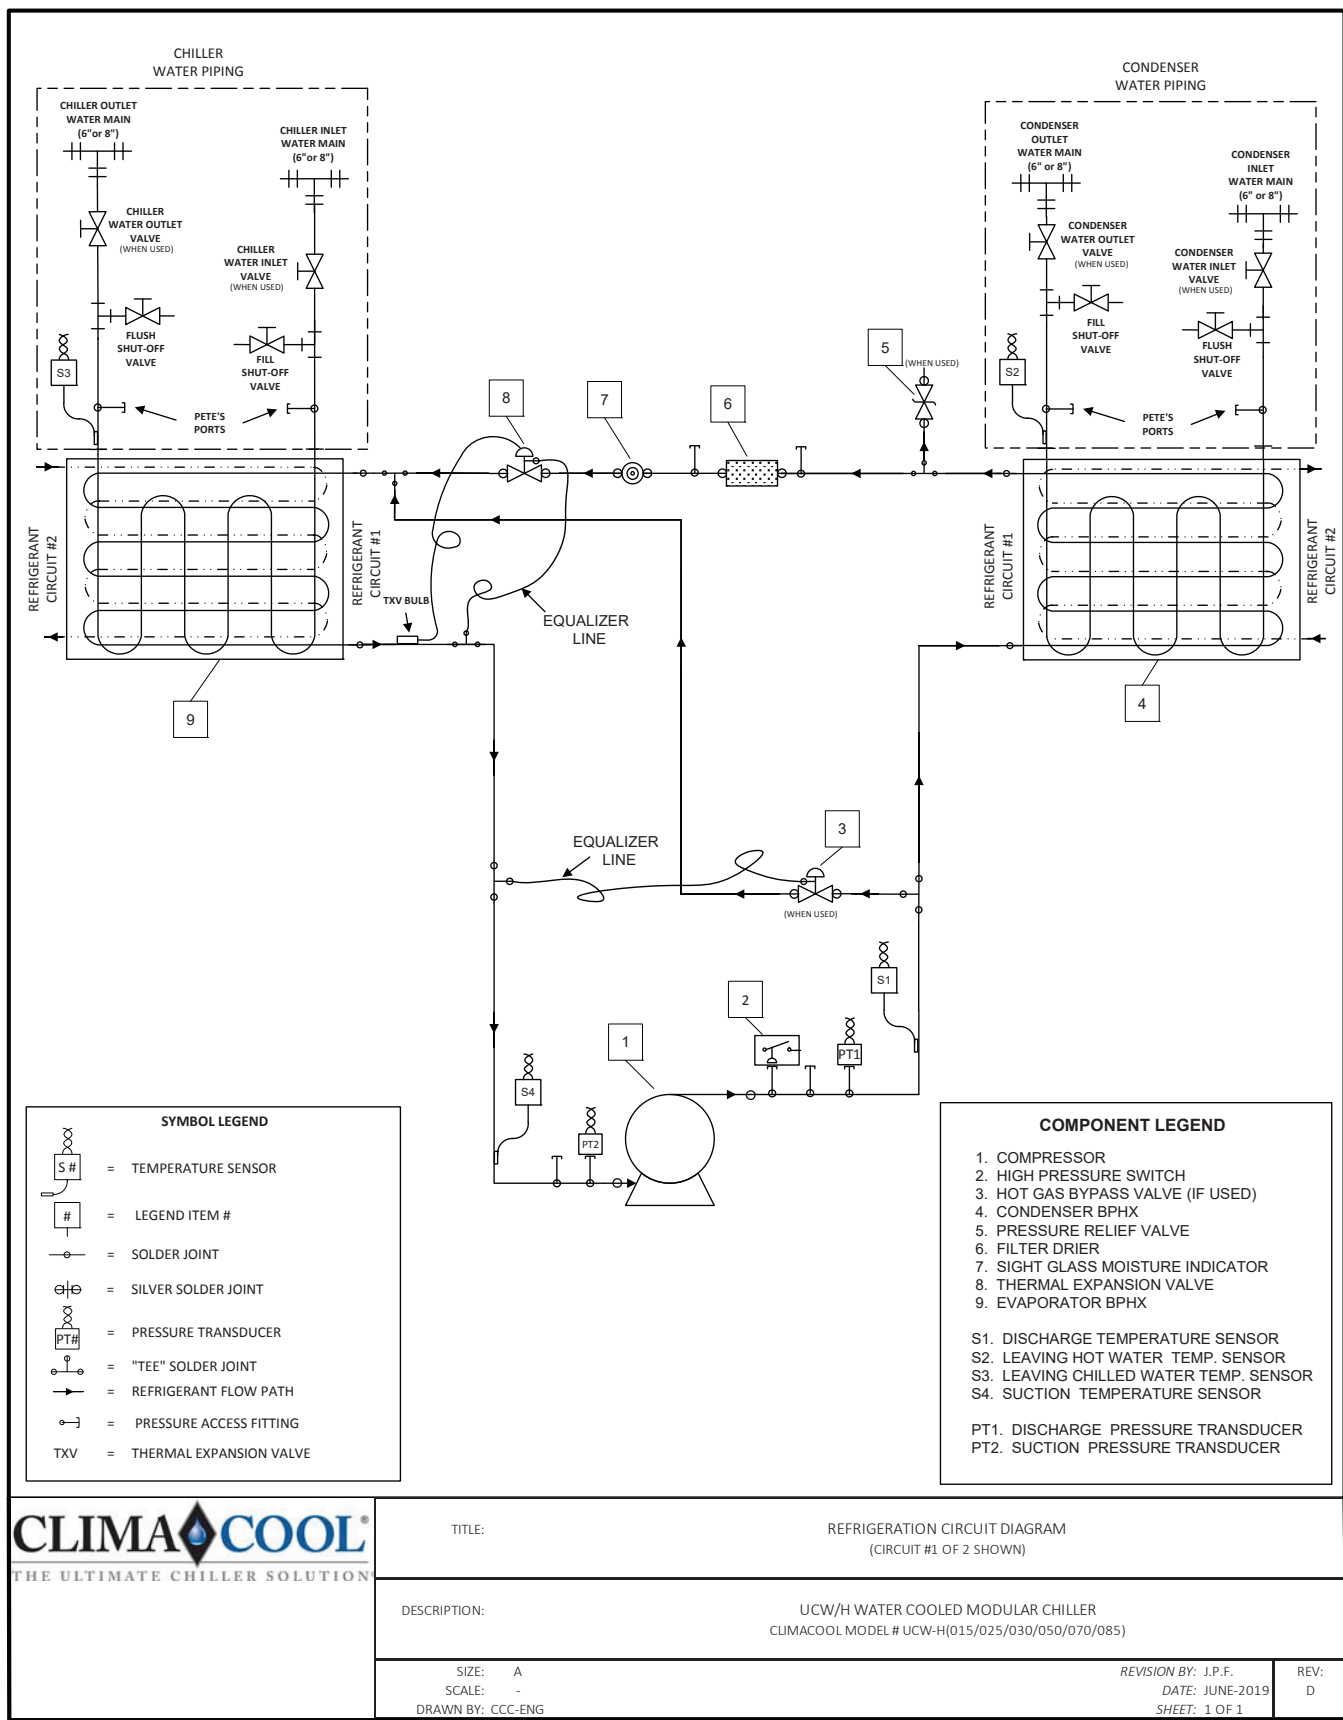 CHILLER
WATER PIPING
CHILLER OUTLET
WATER MAIN
(6"or 8")
CHILLER INLET
WATER MAIN
(6"or 8")
CHILLER
WATER OUTLET
VALVE
(WHEN USED)
CHILLER
WATER INLET
VALVE
(WHEN USED)
FLUSH
SHUT-OFF
VALVE
FILL
SHUT-OFF
VALVE
S3
PETE'S
PORTS
CONDENSER
WATER PIPING
CONDENSER
OUTLET
WATER MAIN
(6" or 8")
CONDENSER
INLET
WATER MAIN
(6" or 8")
CONDENSER
WATER OUTLET
VALVE
(WHEN USED)
CONDENSER
WATER INLET
VALVE
(WHEN USED)
FILL
SHUT-OFF
VALVE
FLUSH
SHUT-OFF
VALVE
S2
PETE'S
PORTS
5
(WHEN USED)
8
7
6
REFRIGERANT
CIRCUIT #2
REFRIGERANT
CIRCUIT #1
TXV BULB
EQUALIZER
LINE
REFRIGERANT
CIRCUIT #1
REFRIGERANT
CIRCUIT #2
9
4
EQUALIZER
LINE
3
(WHEN USED)
S1
2
1
PT1
S4
PT2
SYMBOL LEGEND
S # = TEMPERATURE SENSOR
# = LEGEND ITEM #
= SOLDER JOINT
= SILVER SOLDER JOINT
PT# = PRESSURE TRANSDUCER
= "TEE" SOLDER JOINT
= REFRIGERANT FLOW PATH
= PRESSURE ACCESS FITTING
TXV = THERMAL EXPANSION VALVE
COMPONENT LEGEND
1. COMPRESSOR
2. HIGH PRESSURE SWITCH
3. HOT GAS BYPASS VALVE (IF USED)
4. CONDENSER BPHX
5. PRESSURE RELIEF VALVE
6. FILTER DRIER
7. SIGHT GLASS MOISTURE INDICATOR
8. THERMAL EXPANSION VALVE
9. EVAPORATOR BPHX
S1. DISCHARGE TEMPERATURE SENSOR
S2. LEAVING HOT WATER TEMP. SENSOR
S3. LEAVING CHILLED WATER TEMP. SENSOR
S4. SUCTION TEMPERATURE SENSOR
PT1. DISCHARGE PRESSURE TRANSDUCER
PT2. SUCTION PRESSURE TRANSDUCER
CLIMA COOL®
THE ULTIMATE CHILLER SOLUTION
TITLE: REFRIGERATION CIRCUIT DIAGRAM
(CIRCUIT #1 OF 2 SHOWN)
DESCRIPTION: UCW/H WATER COOLED MODULAR CHILLER
CLIMACOOL MODEL # UCW-H(015/025/030/050/070/085)
SIZE: A
SCALE: -
DRAWN BY: CCC-ENG
REVISION BY: J.P.F.
DATE: JUNE-2019
SHEET: 1 OF 1
REV:
D